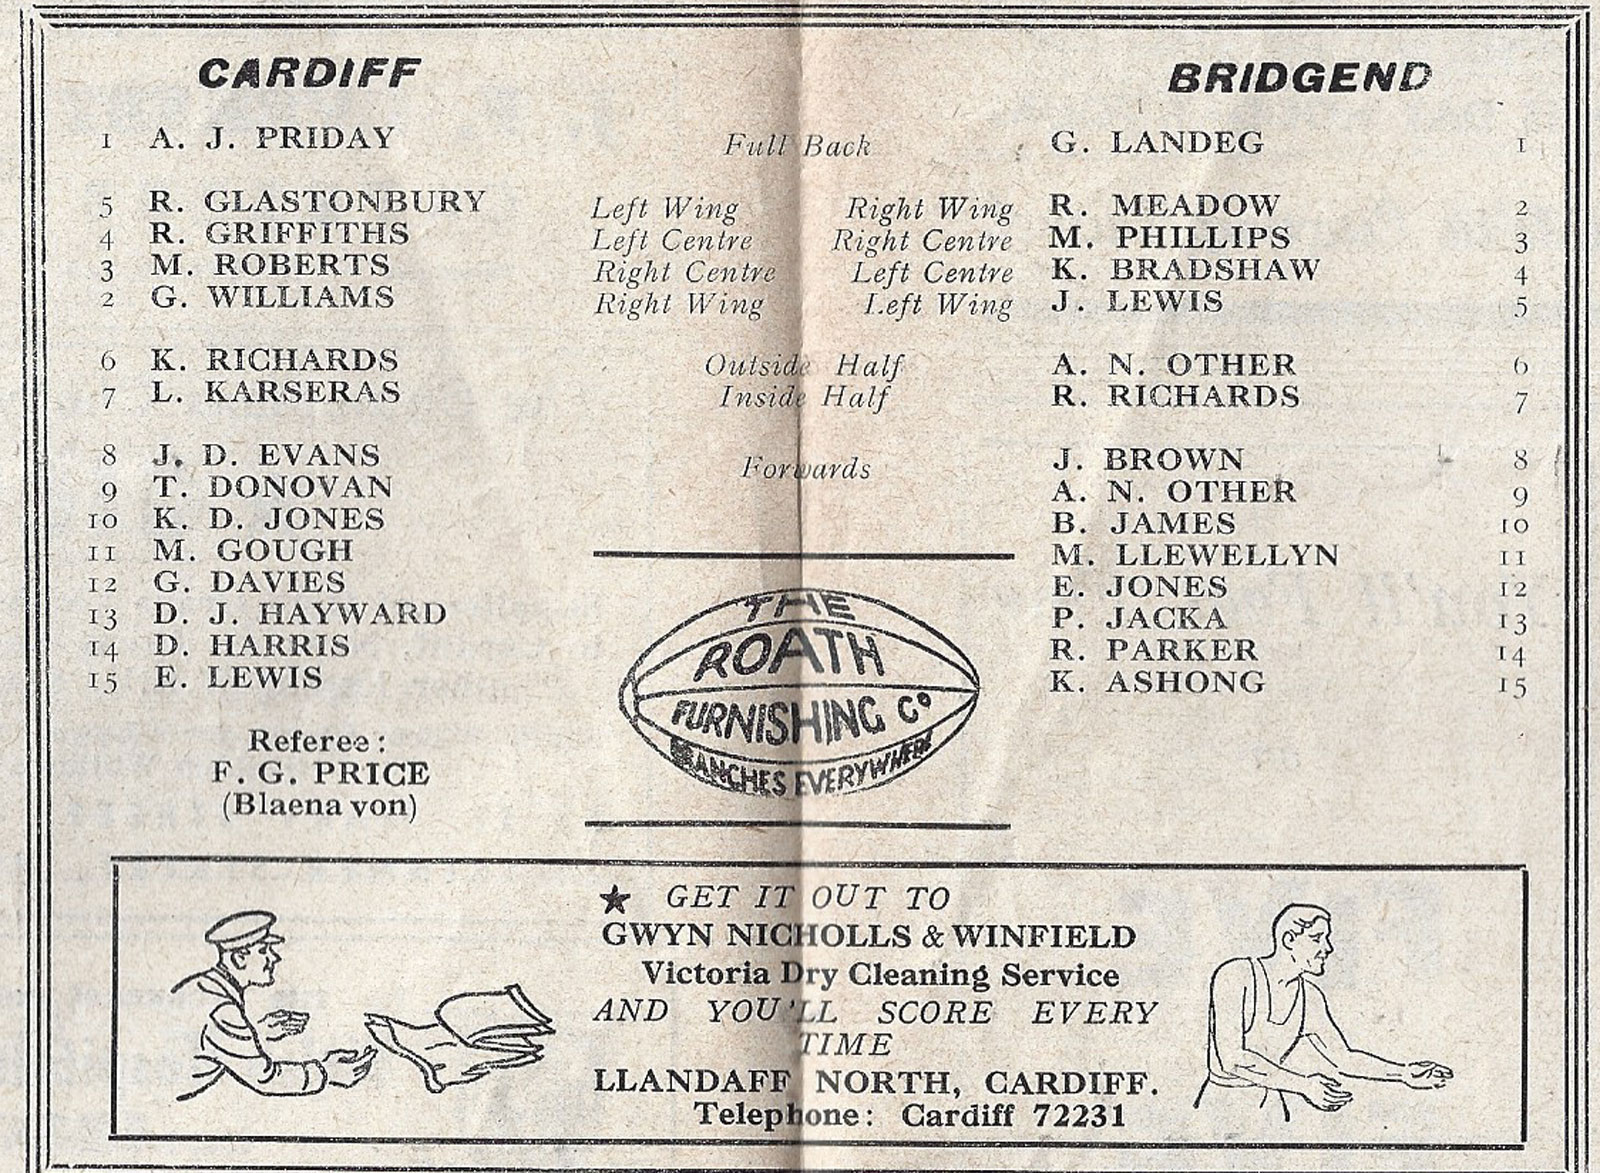 CARDIFF BRIDGEND
1 A. J. PRIDAY Full Back G. LANDEG 1
5 R. GLASTONBURY Left Wing Right Wing R. MEADOW 2
4 R. GRIFFITHS Left Centre Right Centre M. PHILLIPS 3
3 M. ROBERTS Right Centre Left Centre K. BRADSHAW 4
2 G. WILLIAMS Right Wing Left Wing J. LEWIS 5
6 K. RICHARDS Outside Half A. N. OTHER 6
7 L. KARSERAS Inside Half R. RICHARDS 7
8 J. D. EVANS Forwards J. BROWN 8
9 T. DONOVAN A. N. OTHER 9
10 K. D. JONES B. JAMES 10
11 M. GOUGH M. LLEWELLYN 11
12 G. DAVIES E. JONES 12
13 D. J. HAYWARD P. JACKA 13
14 D. HARRIS R. PARKER 14
15 E. LEWIS K. ASHONG 15
Referee:
F. G. PRICE
(Blaenavon)
THE
ROATH
FURNISHING Co
BRANCHES EVERYWHERE
★ GET IT OUT TO
GWYN NICHOLLS & WINFIELD
Victoria Dry Cleaning Service
AND YOU'LL SCORE EVERY
TIME
LLANDAFF NORTH, CARDIFF.
Telephone: Cardiff 72231